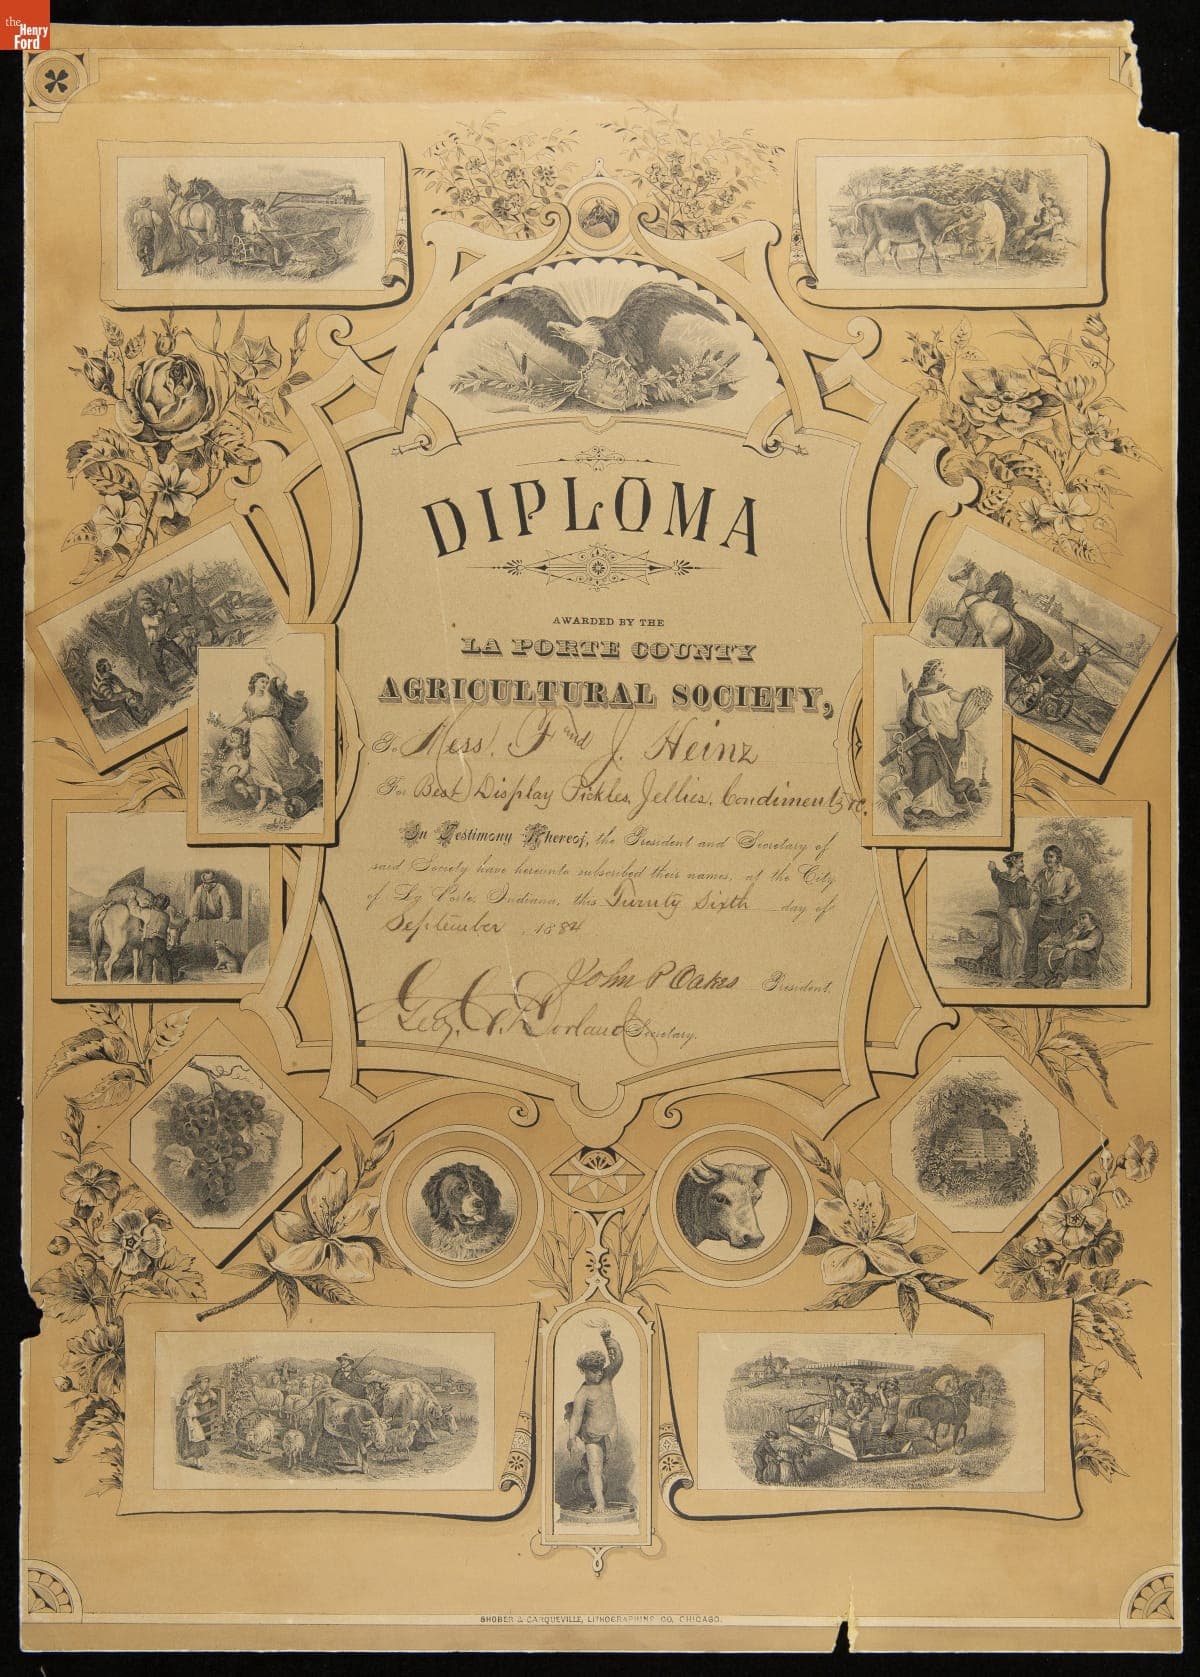 the
Henry
Ford
DIPLOMA
AWARDED BY THE
LA PORTE COUNTY
AGRICULTURAL SOCIETY,
To Mess. F and J. Heinz
For Best Display Pickles, Jellies, Condiments &c.
In Testimony Whereof, the President and Secretary of
said Society have hereunto subscribed their names, at the City
of La Porte, Indiana, this Twenty Sixth day of
September, 1884
John P Oakes President.
Geo. C. Dorland Secretary.
SHOBER & CARQUEVILLE, LITHOGRAPHING CO, CHICAGO.